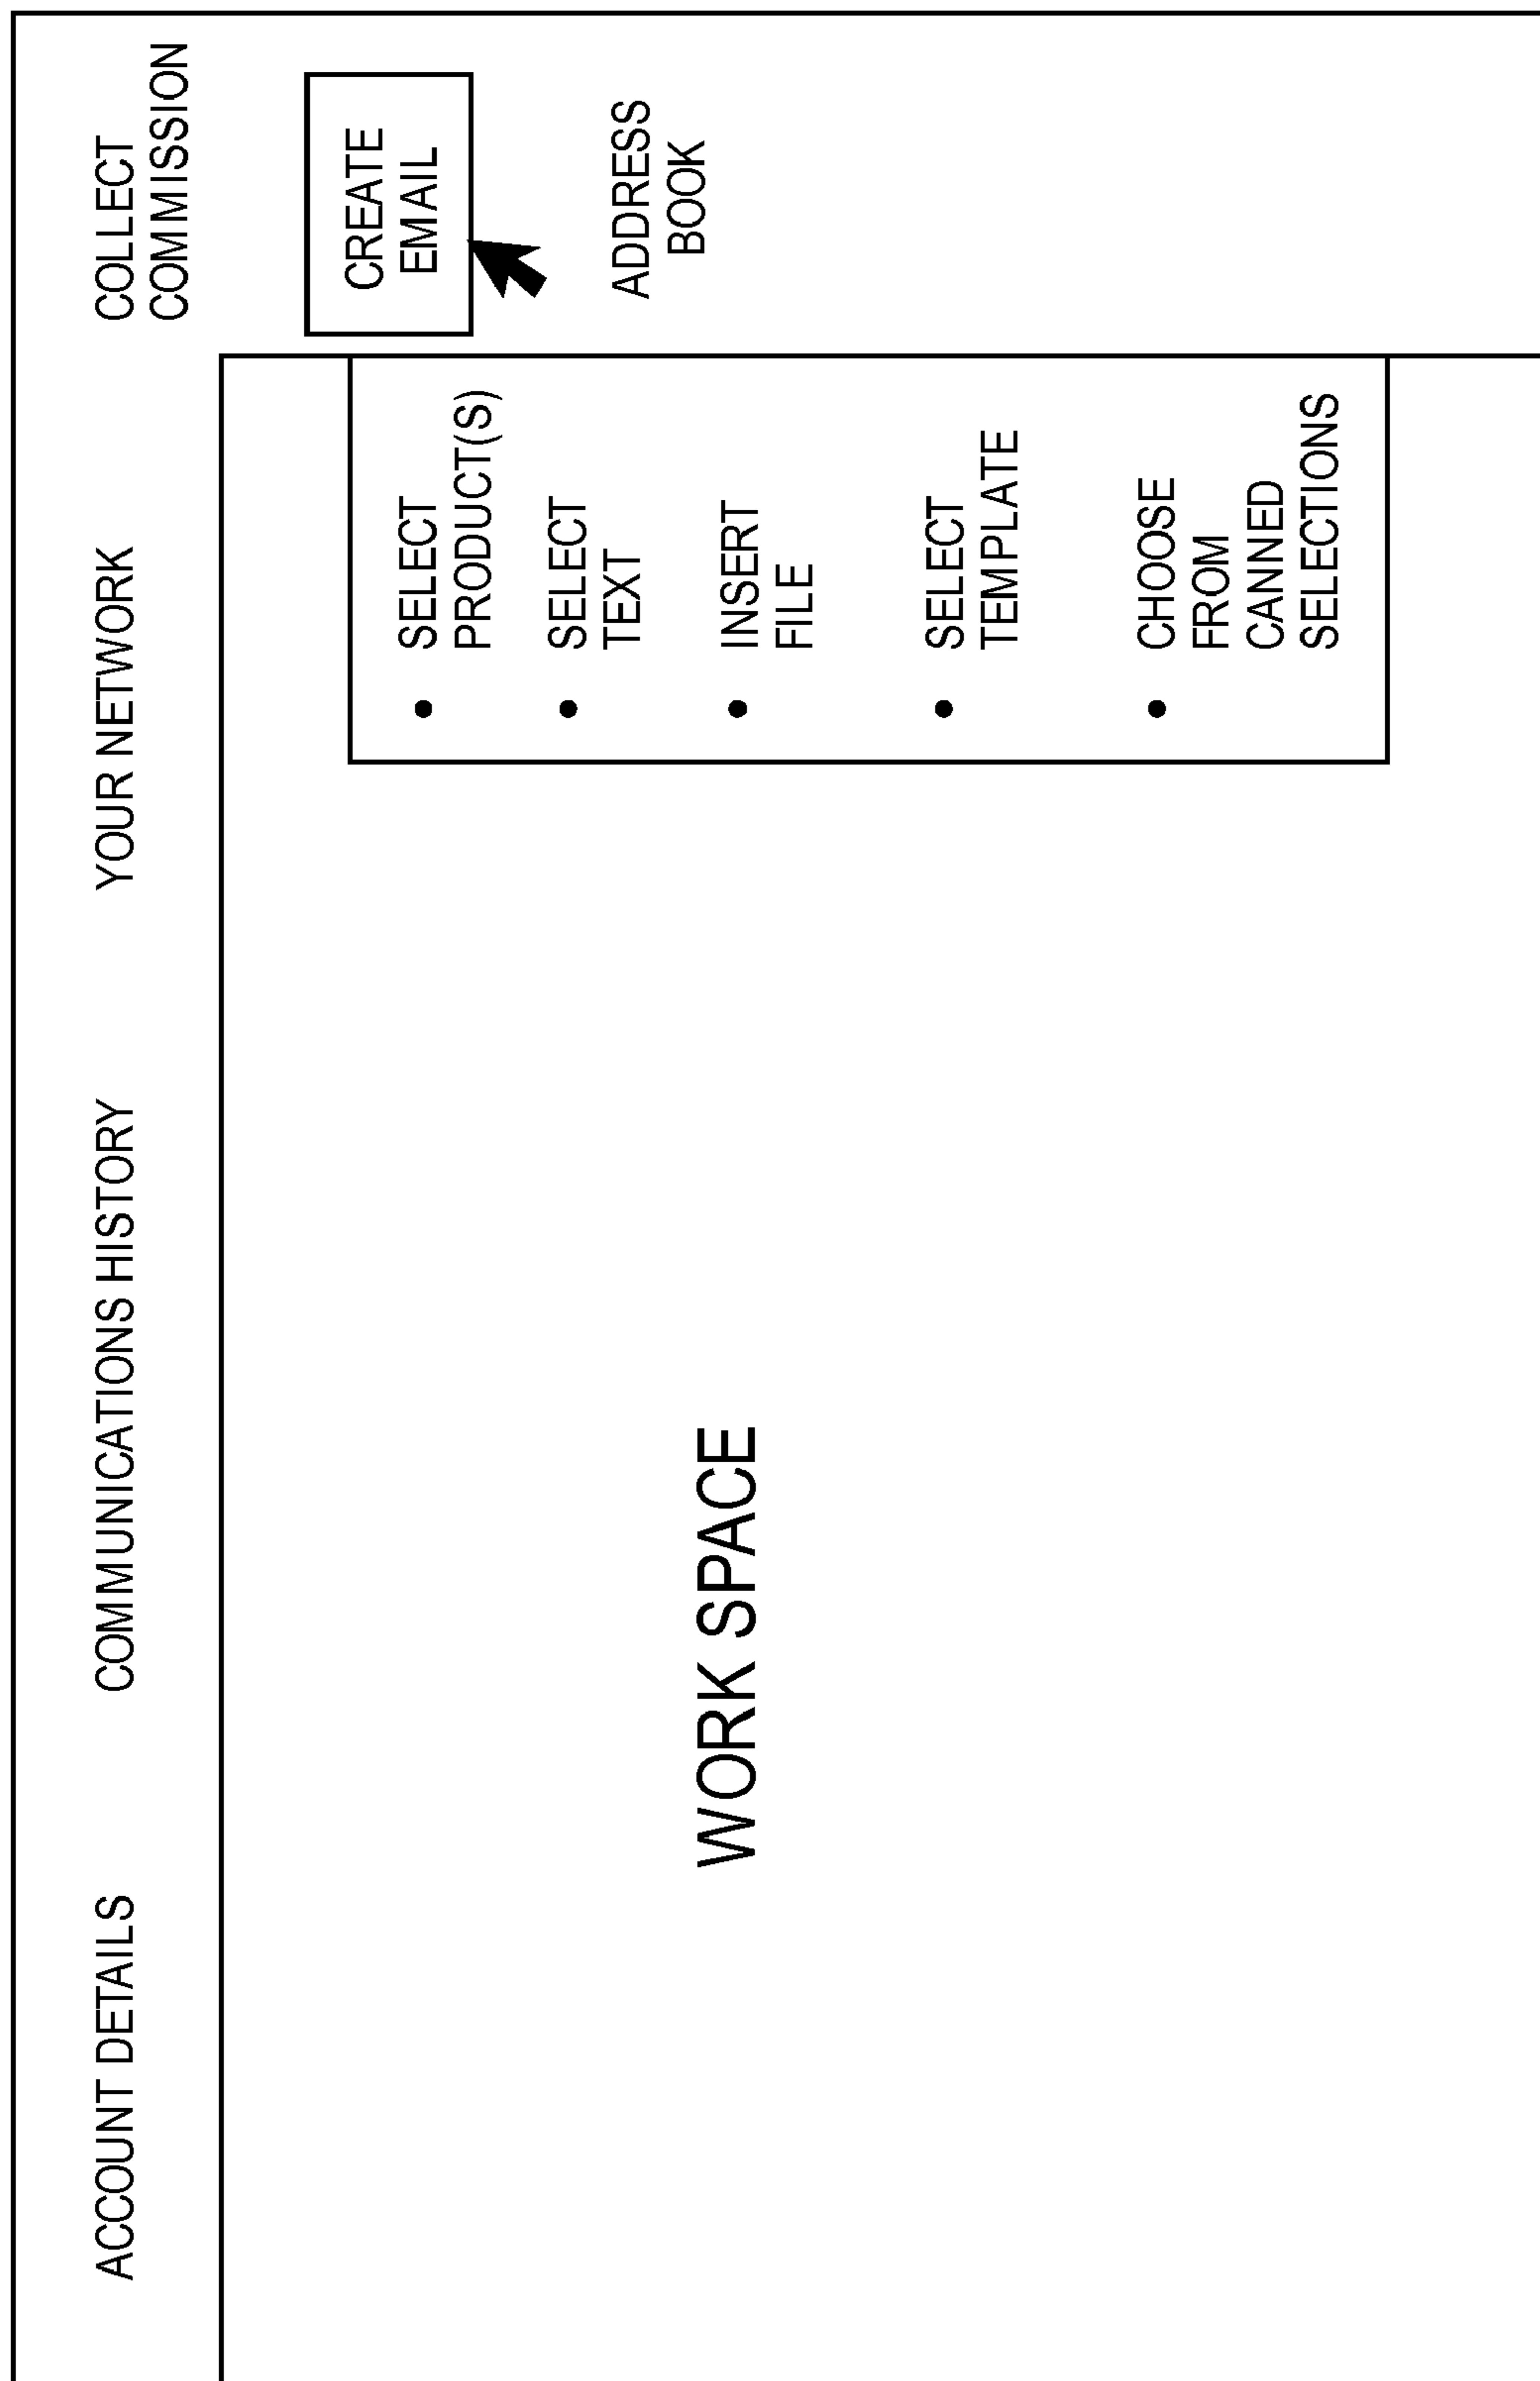 ACCOUNT DETAILS
COMMUNICATIONS HISTORY
YOUR NETWORK
COLLECT
COMMISSION
CREATE
EMAIL
ADDRESS
BOOK
• SELECT
PRODUCT(S)
• SELECT
TEXT
• INSERT
FILE
• SELECT
TEMPLATE
• CHOOSE
FROM
CANNED
SELECTIONS
WORK SPACE